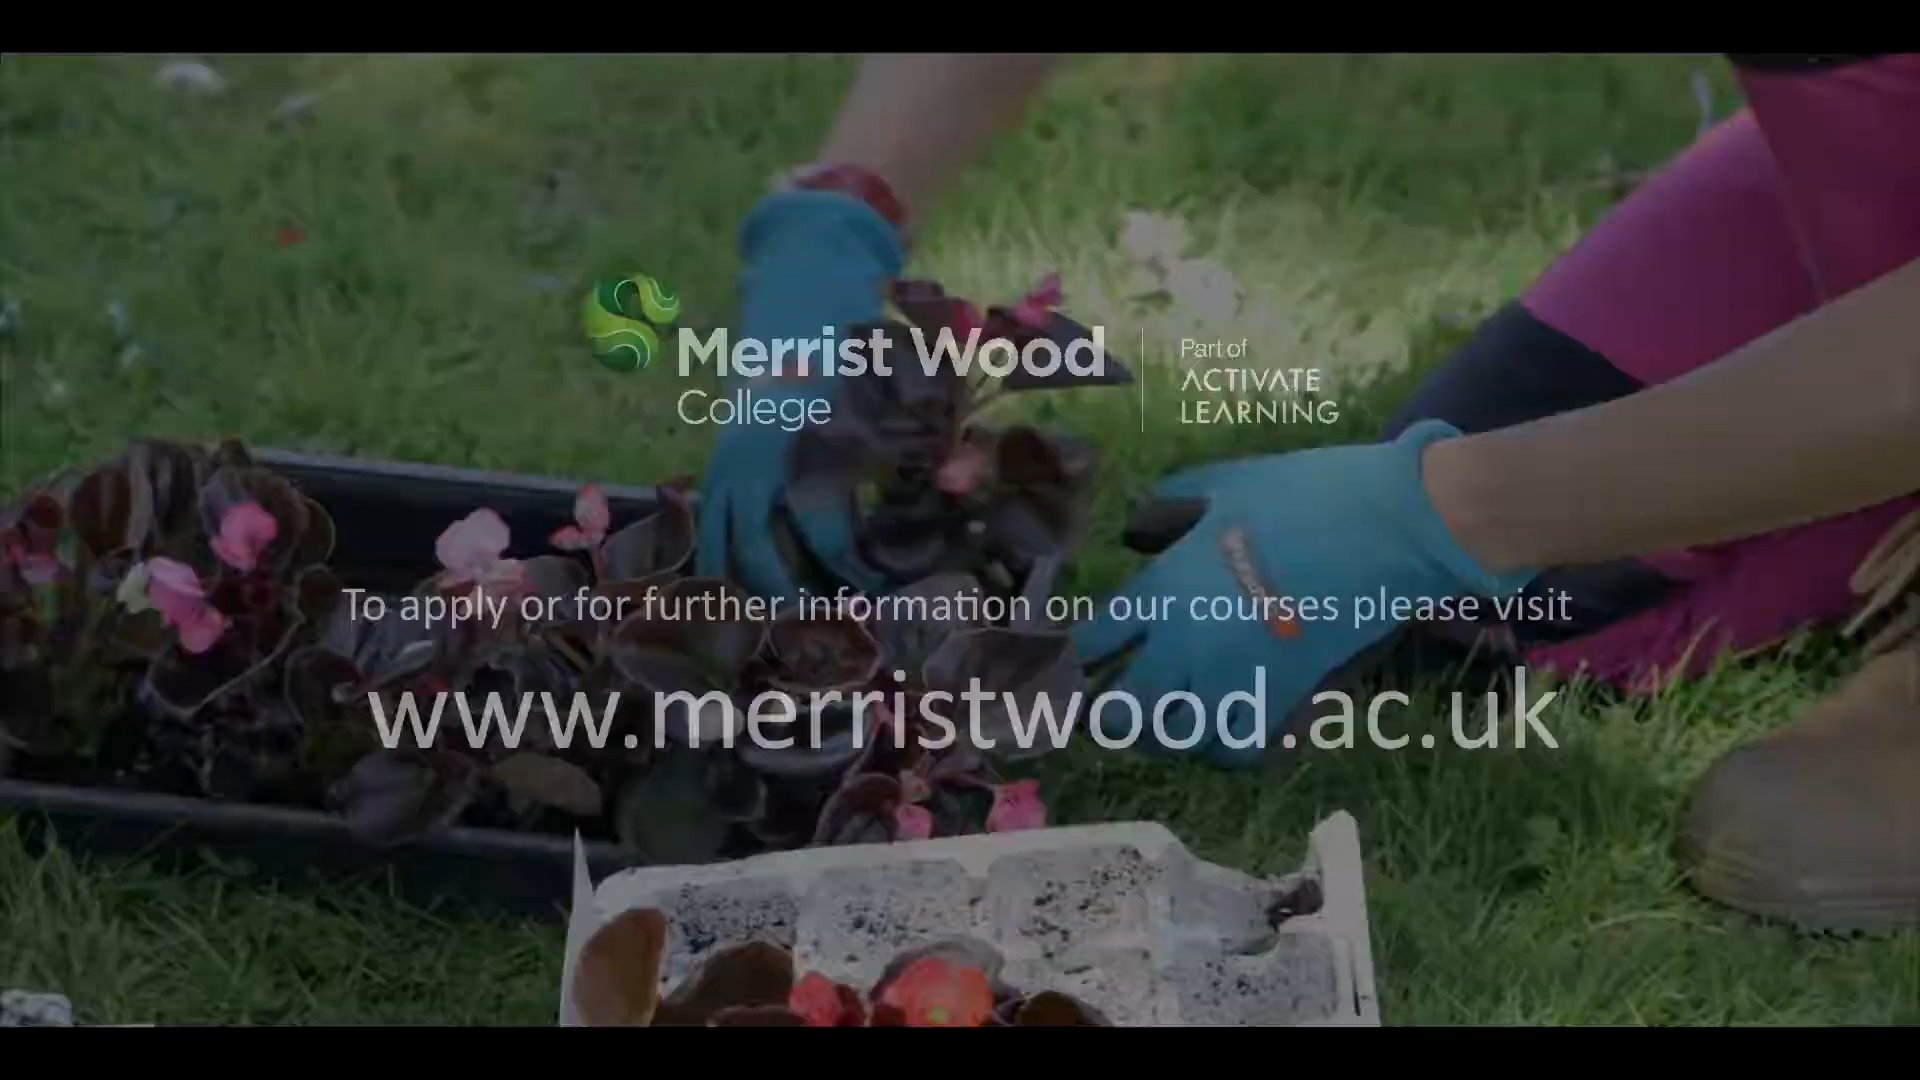 Merrist Wood
College
Part of
ACTIVATE
LEARNING
To apply or for further information on our courses please visit
www.merristwood.ac.uk